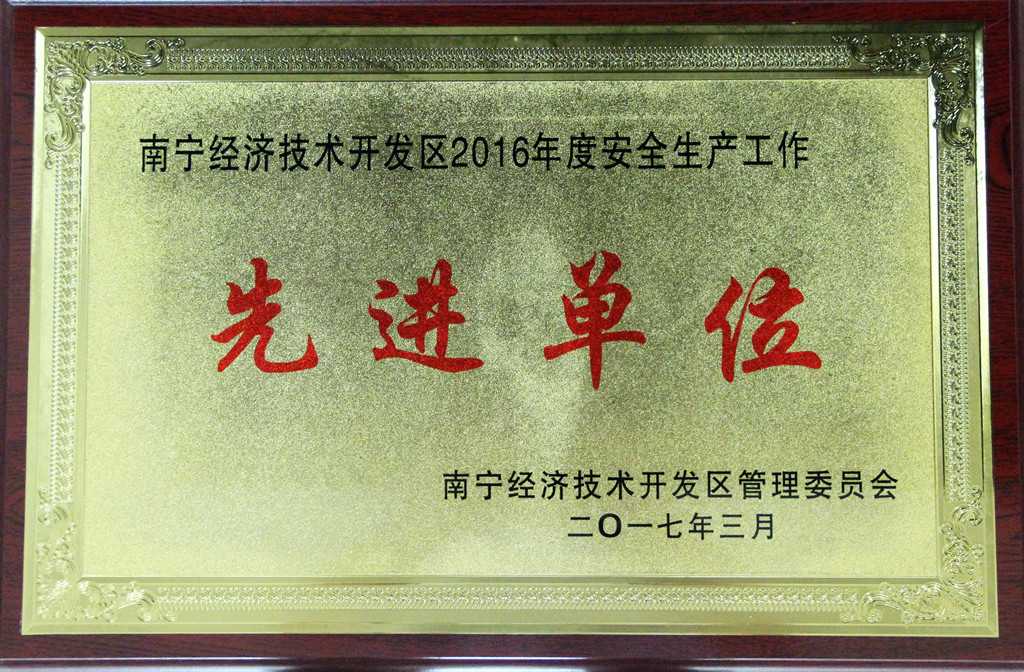 南宁经济技术开发区2016年度安全生产工作
先进单位
南宁经济技术开发区管理委员会
二〇一七年三月